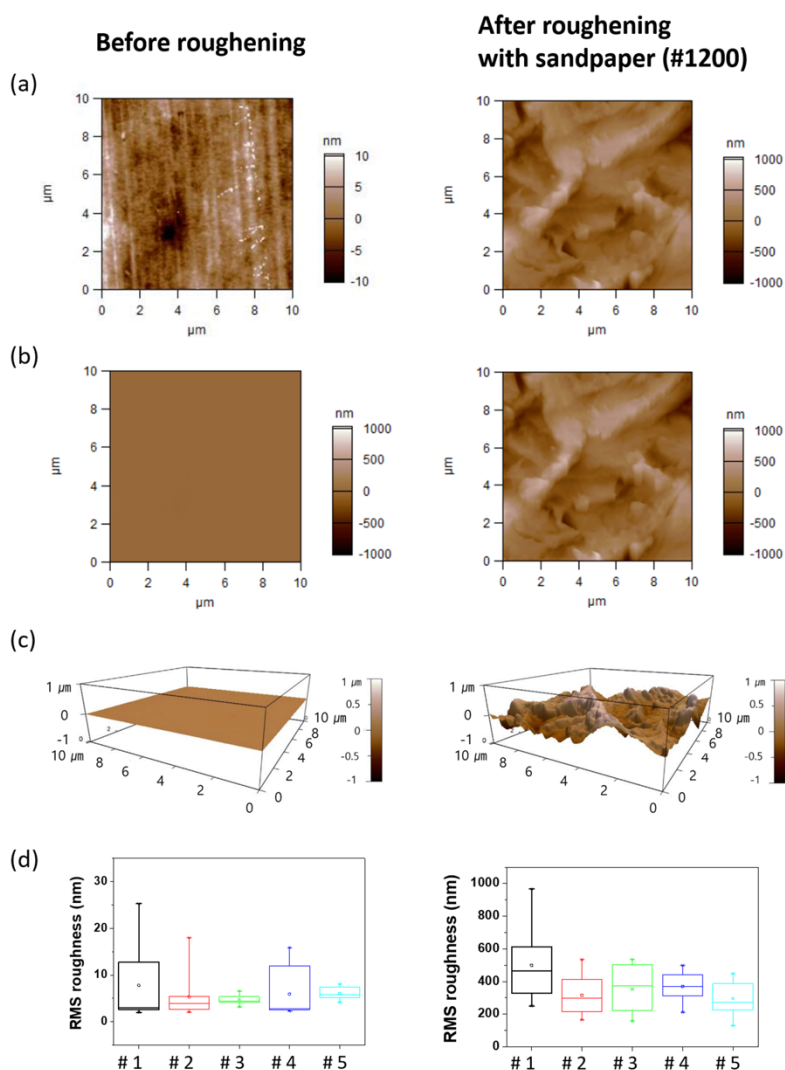 Before roughening
After roughening
with sandpaper (#1200)
(a)
10
8
6
4
2
0
µm
0 2 4 6 8 10
µm
nm
10
5
0
-5
-10
10
8
6
4
2
0
µm
0 2 4 6 8 10
µm
nm
1000
500
0
-500
-1000
(b)
10
8
6
4
2
0
µm
0 2 4 6 8 10
µm
nm
1000
500
0
-500
-1000
10
8
6
4
2
0
µm
0 2 4 6 8 10
µm
nm
1000
500
0
-500
-1000
(c)
1 µm
0
-1
10 µm 8 6 4 2 0
10 µm
8
6
4
2
0
1 µm
0.5
0
-0.5
-1
1 µm
0
-1
10 µm 8 6 4 2 0
10 µm
8
6
4
2
0
1 µm
0.5
0
-0.5
-1
(d)
RMS roughness (nm)
30
20
10
0
# 1 # 2 # 3 # 4 # 5
RMS roughness (nm)
1000
800
600
400
200
0
# 1 # 2 # 3 # 4 # 5